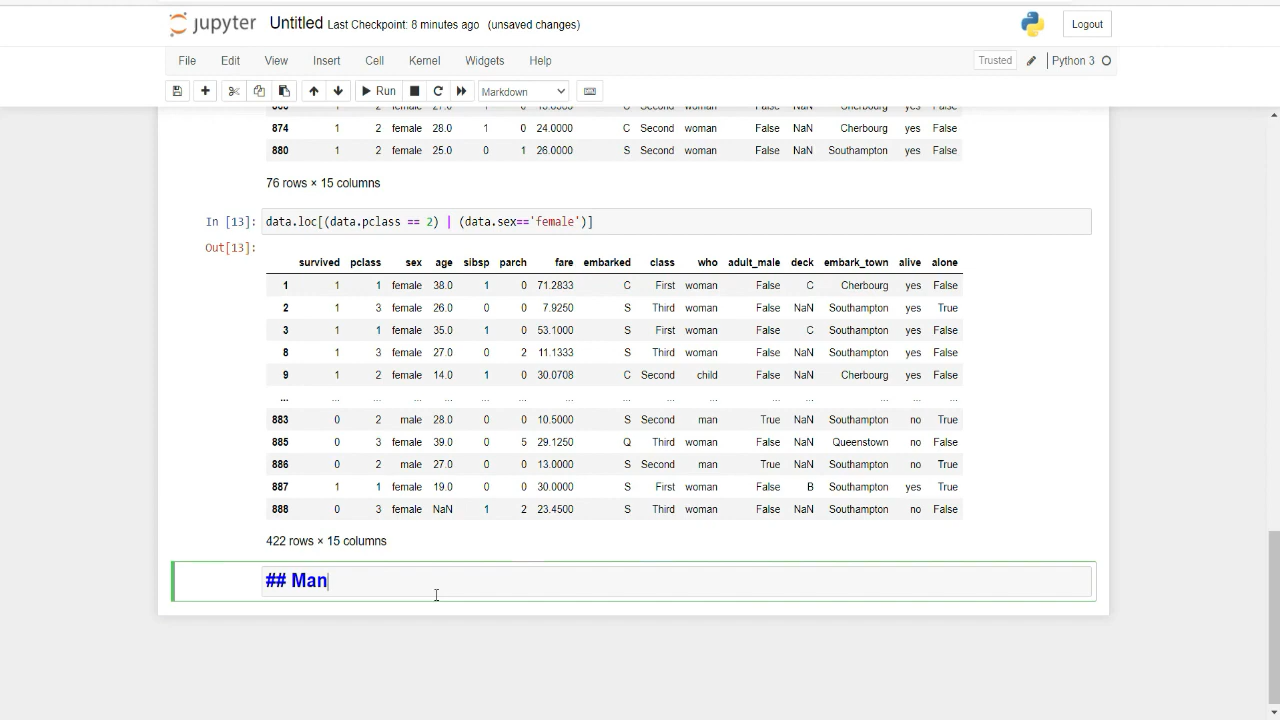 jupyter Untitled Last Checkpoint: 8 minutes ago (unsaved changes) Logout
File Edit View Insert Cell Kernel Widgets Help Trusted Python 3
Run Markdown
874 1 2 female 28.0 1 0 24.0000 C Second woman False NaN Cherbourg yes False
880 1 2 female 25.0 0 1 26.0000 S Second woman False NaN Southampton yes False
76 rows × 15 columns
In [13]: data.loc[(data.pclass == 2) | (data.sex=='female')]
Out[13]:
survived pclass sex age sibsp parch fare embarked class who adult_male deck embark_town alive alone
1 1 1 female 38.0 1 0 71.2833 C First woman False C Cherbourg yes False
2 1 3 female 26.0 0 0 7.9250 S Third woman False NaN Southampton yes True
3 1 1 female 35.0 1 0 53.1000 S First woman False C Southampton yes False
8 1 3 female 27.0 0 2 11.1333 S Third woman False NaN Southampton yes False
9 1 2 female 14.0 1 0 30.0708 C Second child False NaN Cherbourg yes False
... ... ... ... ... ... ... ... ... ... ... ... ... ... ... ...
883 0 2 male 28.0 0 0 10.5000 S Second man True NaN Southampton no True
885 0 3 female 39.0 0 5 29.1250 Q Third woman False NaN Queenstown no False
886 0 2 male 27.0 0 0 13.0000 S Second man True NaN Southampton no True
887 1 1 female 19.0 0 0 30.0000 S First woman False B Southampton yes True
888 0 3 female NaN 1 2 23.4500 S Third woman False NaN Southampton no False
422 rows × 15 columns
## Man